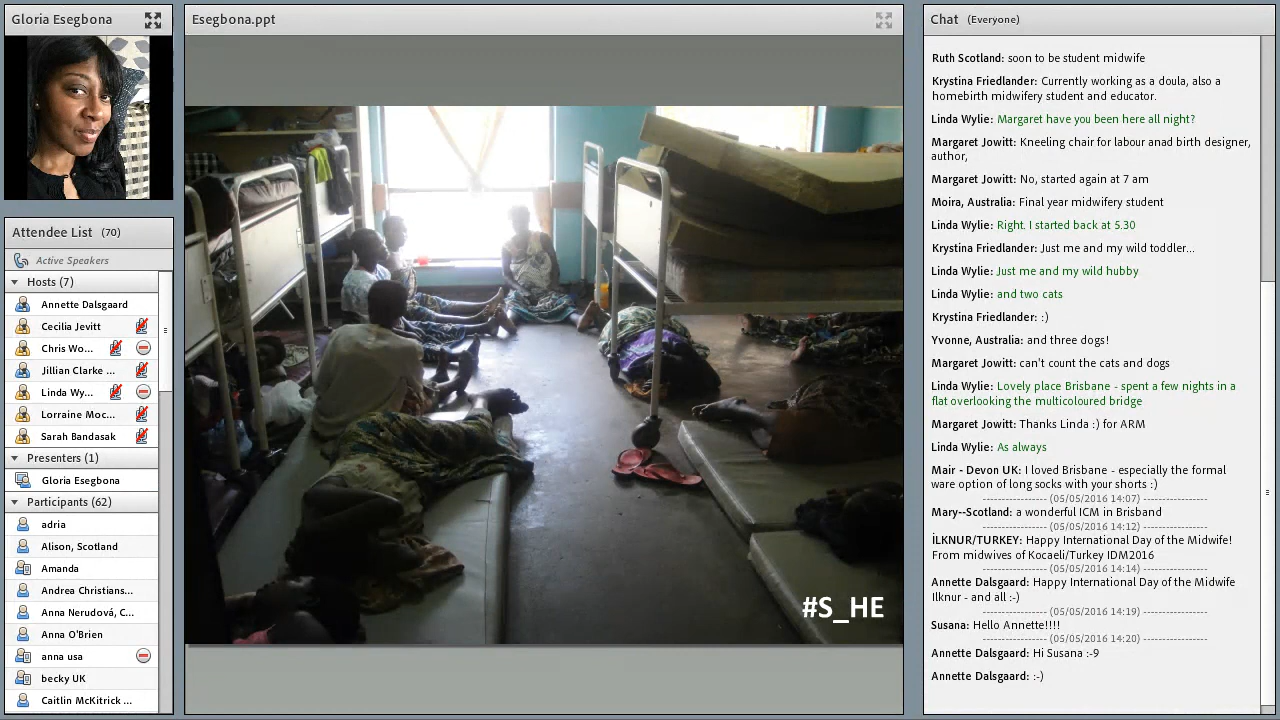 Gloria Esegbona
Attendee List (70)
Active Speakers
Hosts (7)
Annette Dalsgaard
Cecilia Jevitt
Chris Wo...
Jillian Clarke ...
Linda Wy...
Lorraine Moc...
Sarah Bandasak
Presenters (1)
Gloria Esegbona
Participants (62)
adria
Alison, Scotland
Amanda
Andrea Christians...
Anna Nerudová, C...
Anna O'Brien
anna usa
becky UK
Caitlin McKitrick ...
Esegbona.ppt
#S_HE
Chat (Everyone)
Ruth Scotland: soon to be student midwife
Krystina Friedlander: Currently working as a doula, also a
homebirth midwifery student and educator.
Linda Wylie: Margaret have you been here all night?
Margaret Jowitt: Kneeling chair for labour anad birth designer,
author,
Margaret Jowitt: No, started again at 7 am
Moira, Australia: Final year midwifery student
Linda Wylie: Right. I started back at 5.30
Krystina Friedlander: Just me and my wild toddler...
Linda Wylie: Just me and my wild hubby
Linda Wylie: and two cats
Krystina Friedlander: :)
Yvonne, Australia: and three dogs!
Margaret Jowitt: can't count the cats and dogs
Linda Wylie: Lovely place Brisbane - spent a few nights in a
flat overlooking the multicoloured bridge
Margaret Jowitt: Thanks Linda :) for ARM
Linda Wylie: As always
Mair - Devon UK: I loved Brisbane - especially the formal
ware option of long socks with your shorts :)
----------------- (05/05/2016 14:07) -----------------
Mary--Scotland: a wonderful ICM in Brisband
----------------- (05/05/2016 14:12) -----------------
İLKNUR/TURKEY: Happy International Day of the Midwife!
From midwives of Kocaeli/Turkey IDM2016
----------------- (05/05/2016 14:14) -----------------
Annette Dalsgaard: Happy International Day of the Midwife
Ilknur - and all :-)
----------------- (05/05/2016 14:19) -----------------
Susana: Hello Annette!!!!
----------------- (05/05/2016 14:20) -----------------
Annette Dalsgaard: Hi Susana :-9
Annette Dalsgaard: :-)